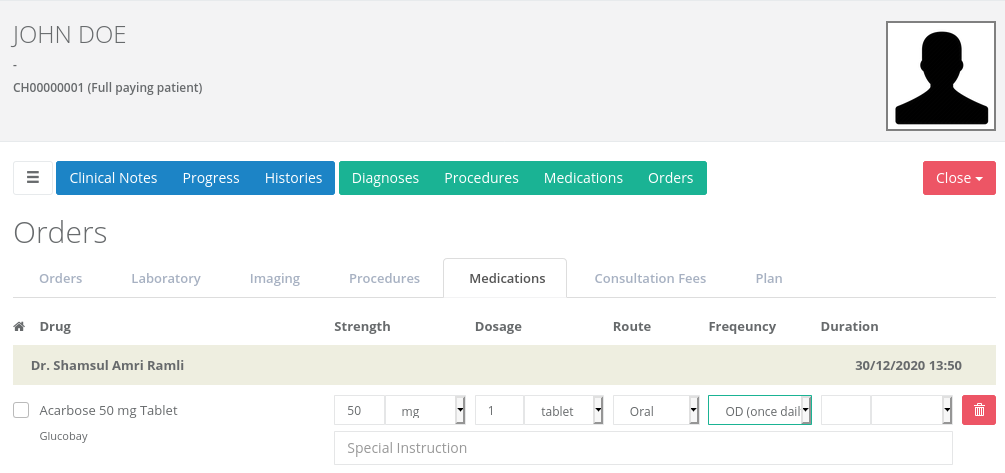 JOHN DOE
-
CH00000001 (Full paying patient)
Clinical Notes Progress Histories Diagnoses Procedures Medications Orders Close
Orders
Orders Laboratory Imaging Procedures Medications Consultation Fees Plan
Drug Strength Dosage Route Freqeuncy Duration
Dr. Shamsul Amri Ramli 30/12/2020 13:50
Acarbose 50 mg Tablet 50 mg 1 tablet Oral OD (once dail
Glucobay
Special Instruction